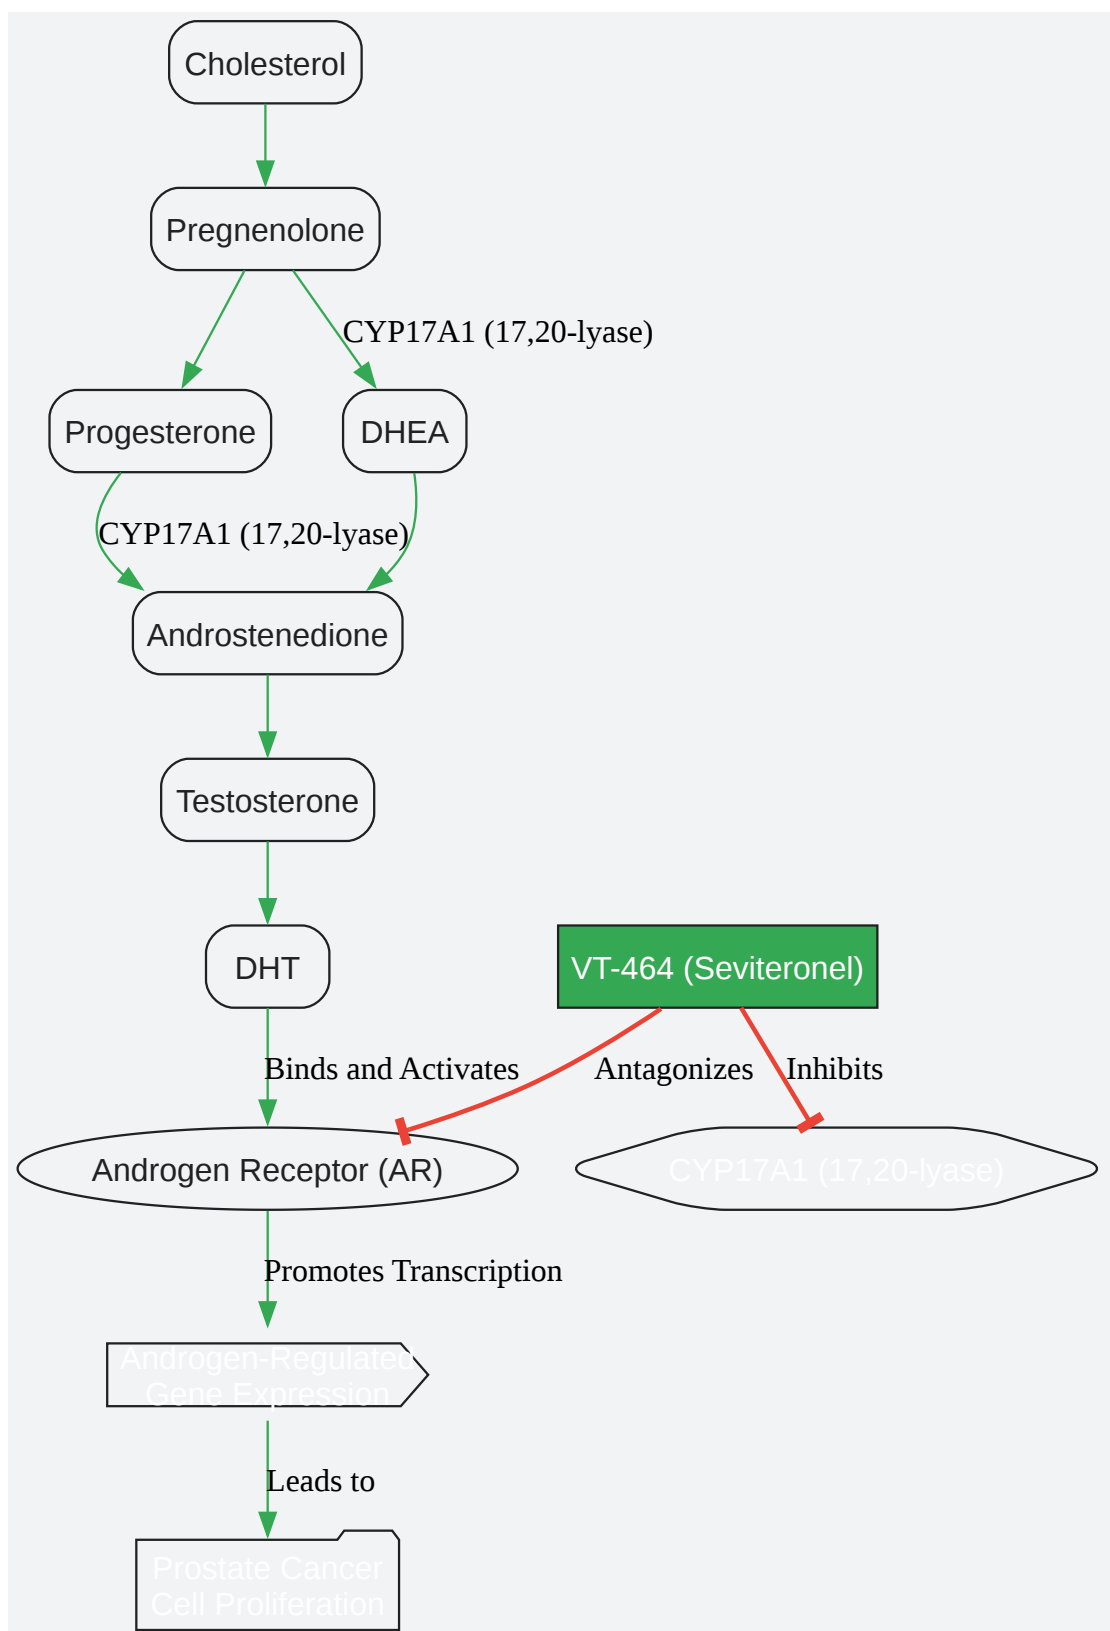 Cholesterol
Pregnenolone
CYP17A1 (17,20-lyase)
Progesterone
DHEA
CYP17A1 (17,20-lyase)
Androstenedione
Testosterone
DHT
VT-464 (Seviteronel)
Binds and Activates
Antagonizes
Inhibits
Androgen Receptor (AR)
CYP17A1 (17,20-lyase)
Promotes Transcription
Androgen-Regulated
Gene Expression
Leads to
Prostate Cancer
Cell Proliferation